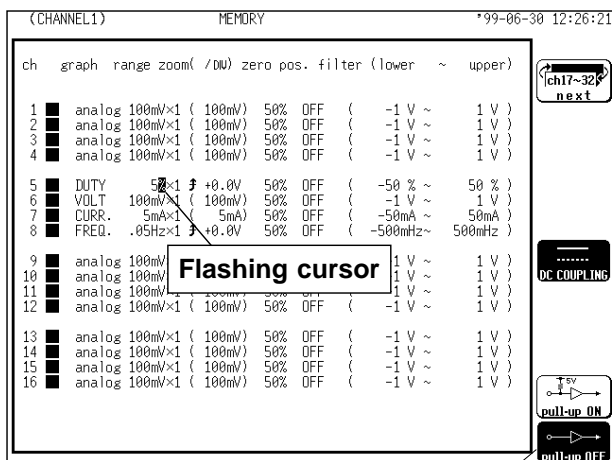 (CHANNEL1) MEMORY '99-06-30 12:26:21
ch graph range zoom( /DIV) zero pos. filter (lower ~ upper)
1 analog 100mV×1 ( 100mV) 50% OFF ( -1 V ~ 1 V )
2 analog 100mV×1 ( 100mV) 50% OFF ( -1 V ~ 1 V )
3 analog 100mV×1 ( 100mV) 50% OFF ( -1 V ~ 1 V )
4 analog 100mV×1 ( 100mV) 50% OFF ( -1 V ~ 1 V )
5 DUTY 5%×1 +0.0V 50% OFF ( -50 % ~ 50 % )
6 VOLT 100mV×1 ( 100mV) 50% OFF ( -1 V ~ 1 V )
7 CURR. 5mA×1 5mA) 50% OFF ( -50mA ~ 50mA )
8 FREQ. .05Hz×1 +0.0V 50% OFF ( -500mHz~ 500mHz )
Flashing cursor
9 analog 100mV 1 V ~ 1 V )
10 analog 100mV 1 V ~ 1 V )
11 analog 100mV 1 V ~ 1 V )
12 analog 100mV×1 ( 100mV) 50% OFF ( -1 V ~ 1 V )
13 analog 100mV×1 ( 100mV) 50% OFF ( -1 V ~ 1 V )
14 analog 100mV×1 ( 100mV) 50% OFF ( -1 V ~ 1 V )
15 analog 100mV×1 ( 100mV) 50% OFF ( -1 V ~ 1 V )
16 analog 100mV×1 ( 100mV) 50% OFF ( -1 V ~ 1 V )
ch17~32
next
DC COUPLING
5V
pull-up ON
pull-up OFF